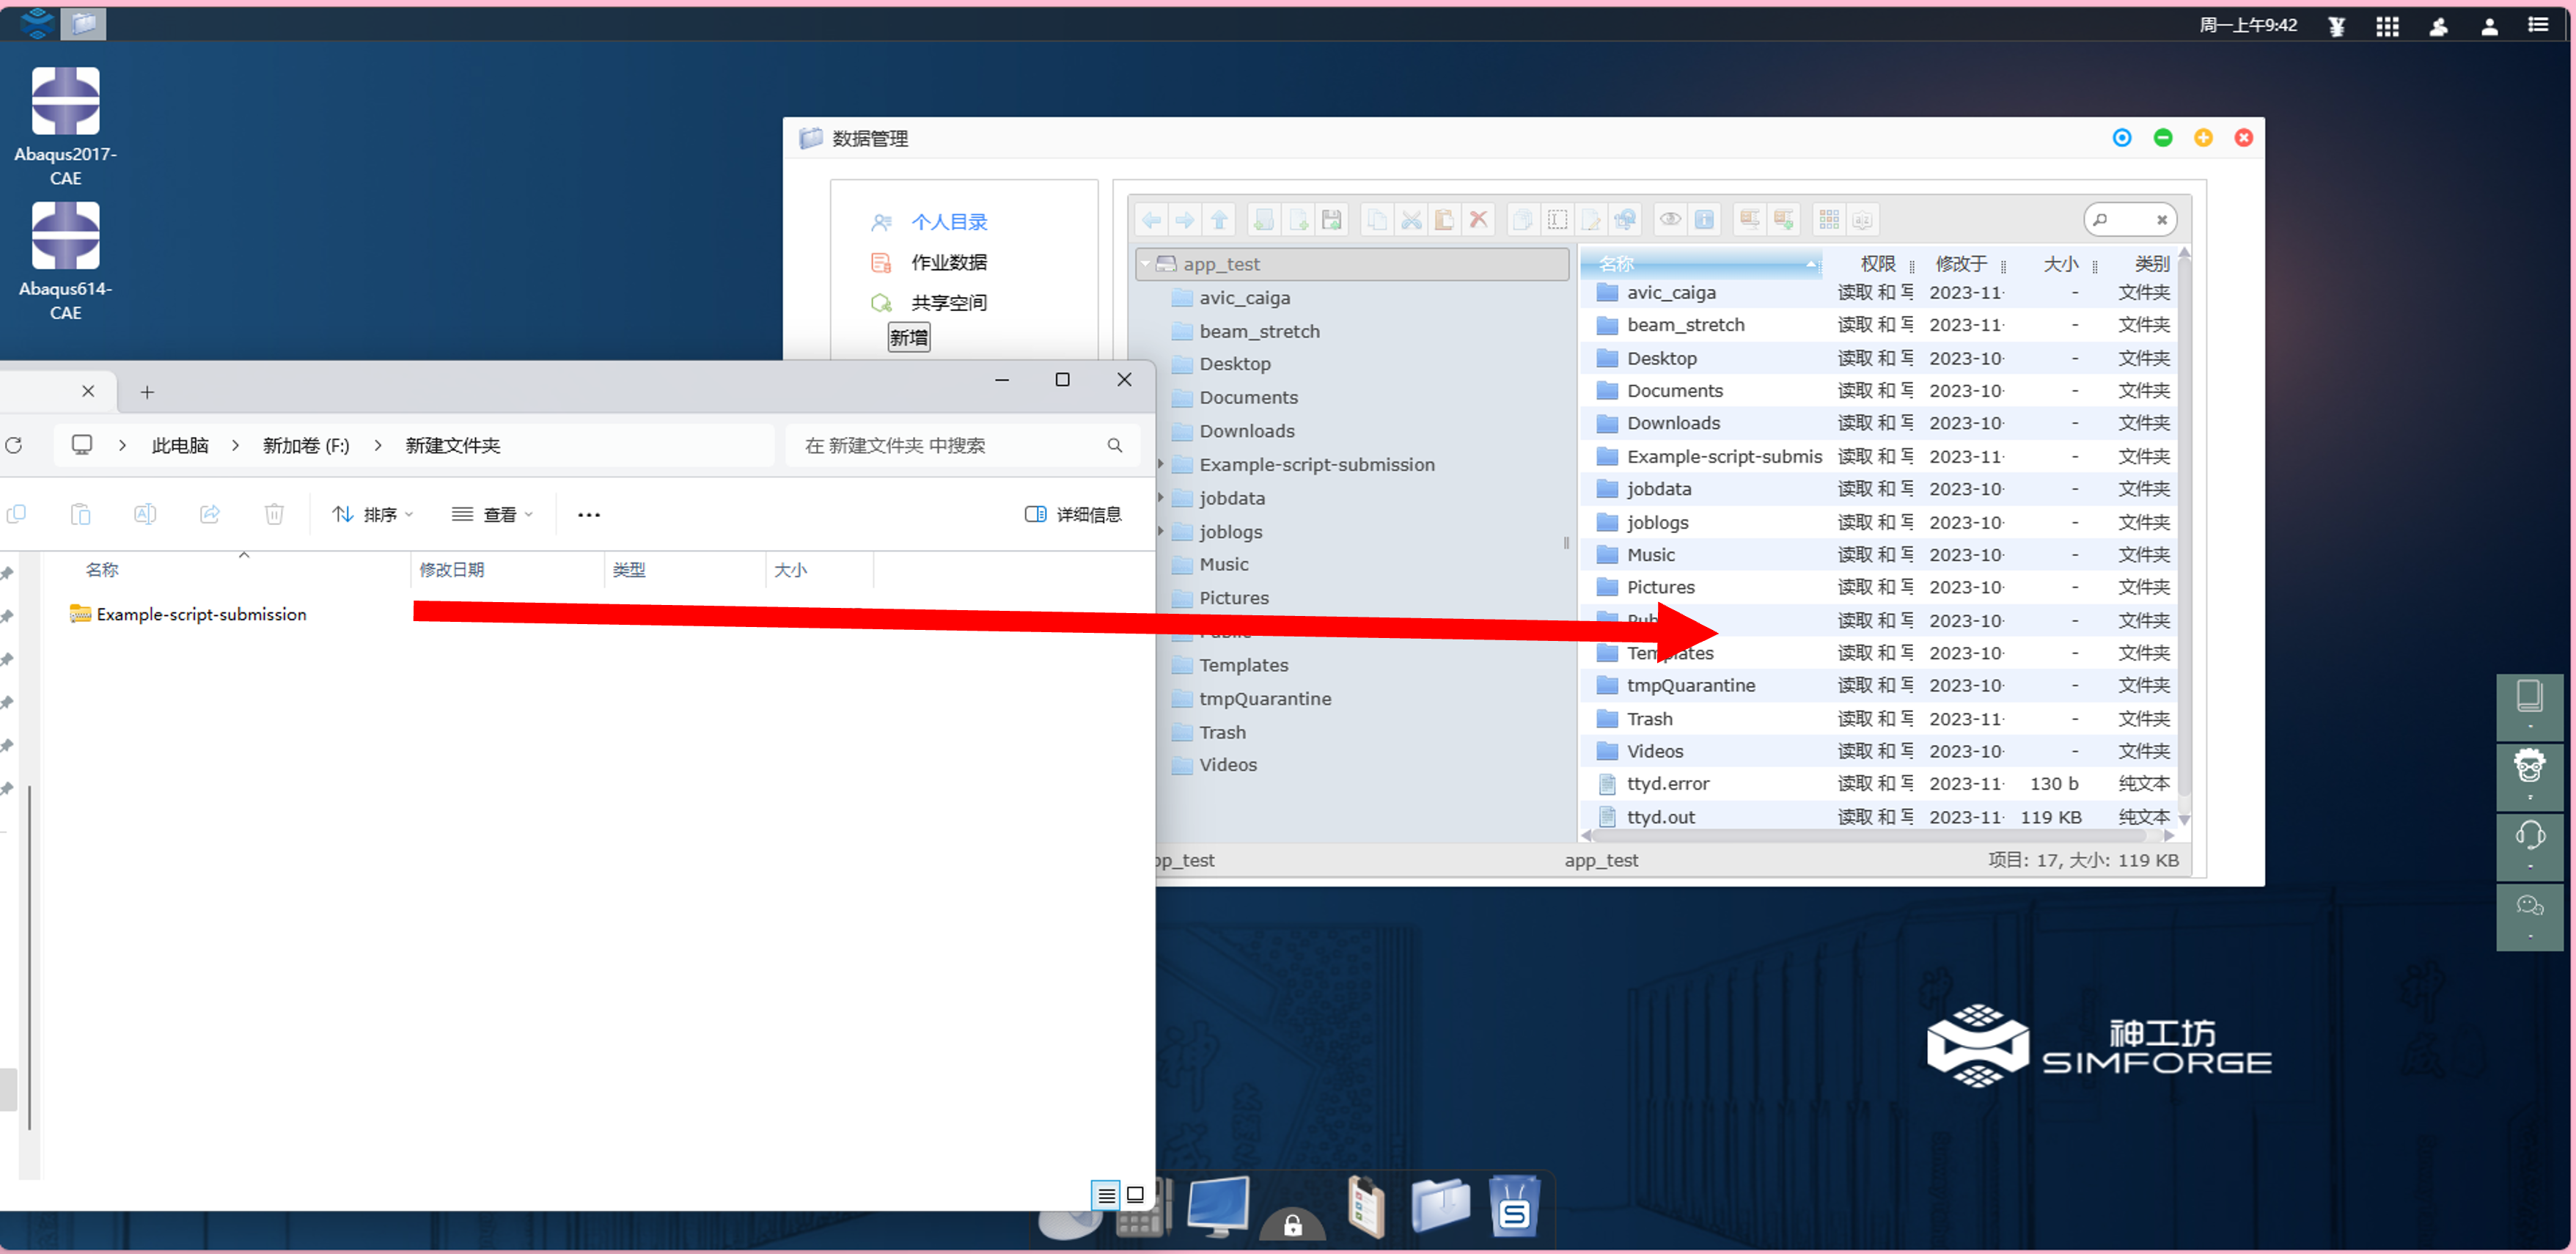 周一上午9:42
Abaqus2017-
CAE
Abaqus614-
CAE
数据管理
个人目录
作业数据
共享空间
新增
app_test
avic_caiga
beam_stretch
Desktop
Documents
Downloads
Example-script-submission
jobdata
joblogs
Music
Pictures
Public
Templates
tmpQuarantine
Trash
Videos
名称 权限 修改于 大小 类别
avic_caiga 读取 和 写 2023-11- - 文件夹
beam_stretch 读取 和 写 2023-11- - 文件夹
Desktop 读取 和 写 2023-10- - 文件夹
Documents 读取 和 写 2023-10- - 文件夹
Downloads 读取 和 写 2023-10- - 文件夹
Example-script-submis 读取 和 写 2023-11- - 文件夹
jobdata 读取 和 写 2023-10- - 文件夹
joblogs 读取 和 写 2023-10- - 文件夹
Music 读取 和 写 2023-10- - 文件夹
Pictures 读取 和 写 2023-10- - 文件夹
Pub 读取 和 写 2023-10- - 文件夹
Templates 读取 和 写 2023-10- - 文件夹
tmpQuarantine 读取 和 写 2023-10- - 文件夹
Trash 读取 和 写 2023-11- - 文件夹
Videos 读取 和 写 2023-10- - 文件夹
ttyd.error 读取 和 写 2023-11- 130 b 纯文本
ttyd.out 读取 和 写 2023-11- 119 KB 纯文本
pp_test app_test 项目: 17, 大小: 119 KB
此电脑 > 新加卷 (F:) > 新建文件夹
在 新建文件夹 中搜索
排序 查看 ••• 详细信息
名称 修改日期 类型 大小
Example-script-submission
神工坊
SIMFORGE